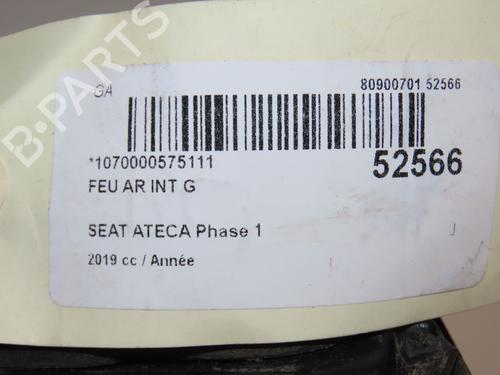 B-PARTS
GA
80900701 52566
*1070000575111
52566
FEU AR INT G
SEAT ATECA Phase 1
J
2019 cc / Année